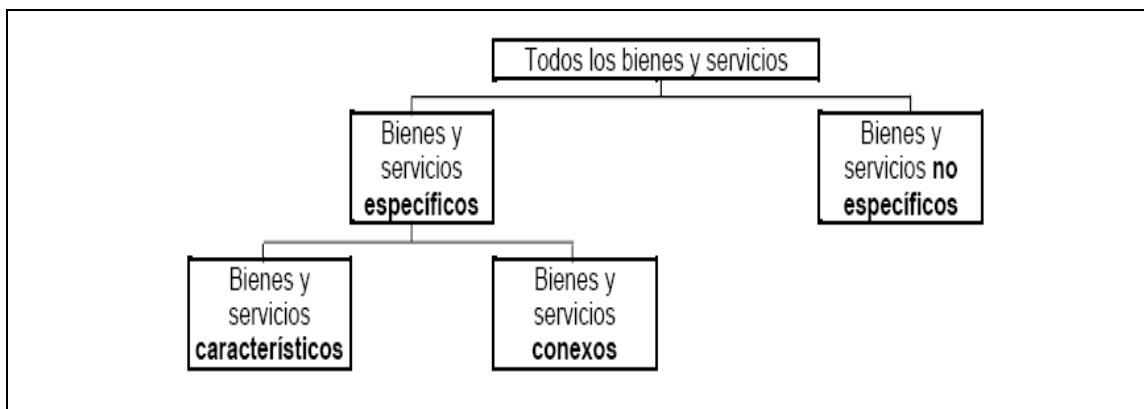 Todos los bienes y servicios
Bienes y
servicios
específicos
Bienes y
servicios no
específicos
Bienes y
servicios
característicos
Bienes y
servicios
conexos